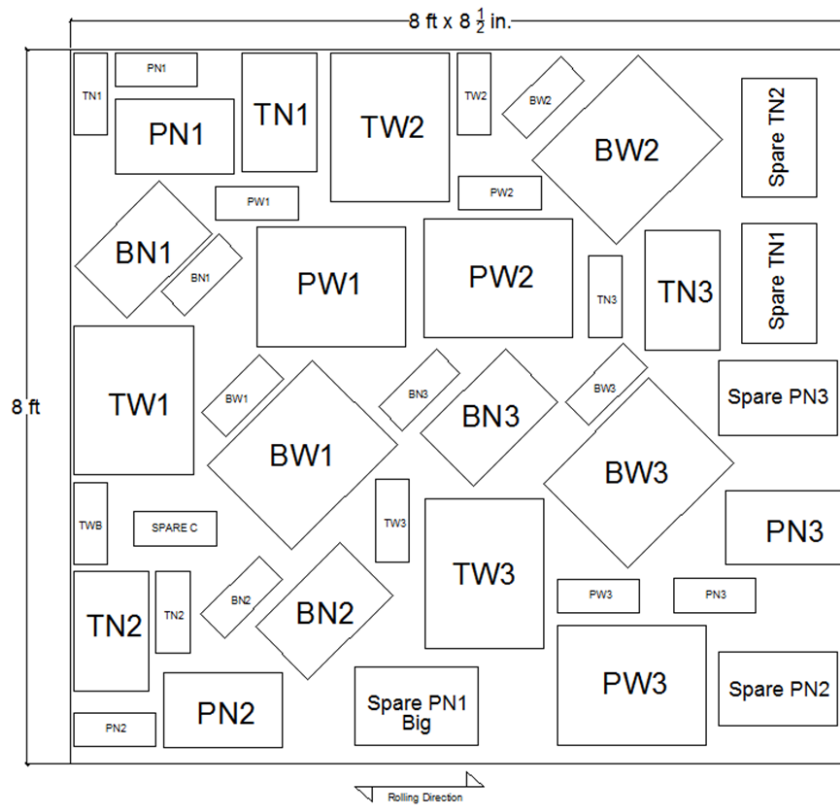 8 ft x 8 1/2 in.
TN1
PN1
PN1
TN1
TW2
TW2
BW2
BW2
Spare TN2
PW1
PW2
BN1
BN1
PW1
PW2
TN3
TN3
Spare TN1
8 ft
TW1
BW1
BW1
BN3
BN3
BW3
BW3
Spare PN3
TWB
SPARE C
TW3
TW3
PN3
TN2
TN2
BN2
BN2
PW3
PN3
PN2
PN2
Spare PN1
Big
PW3
Spare PN2
Rolling Direction